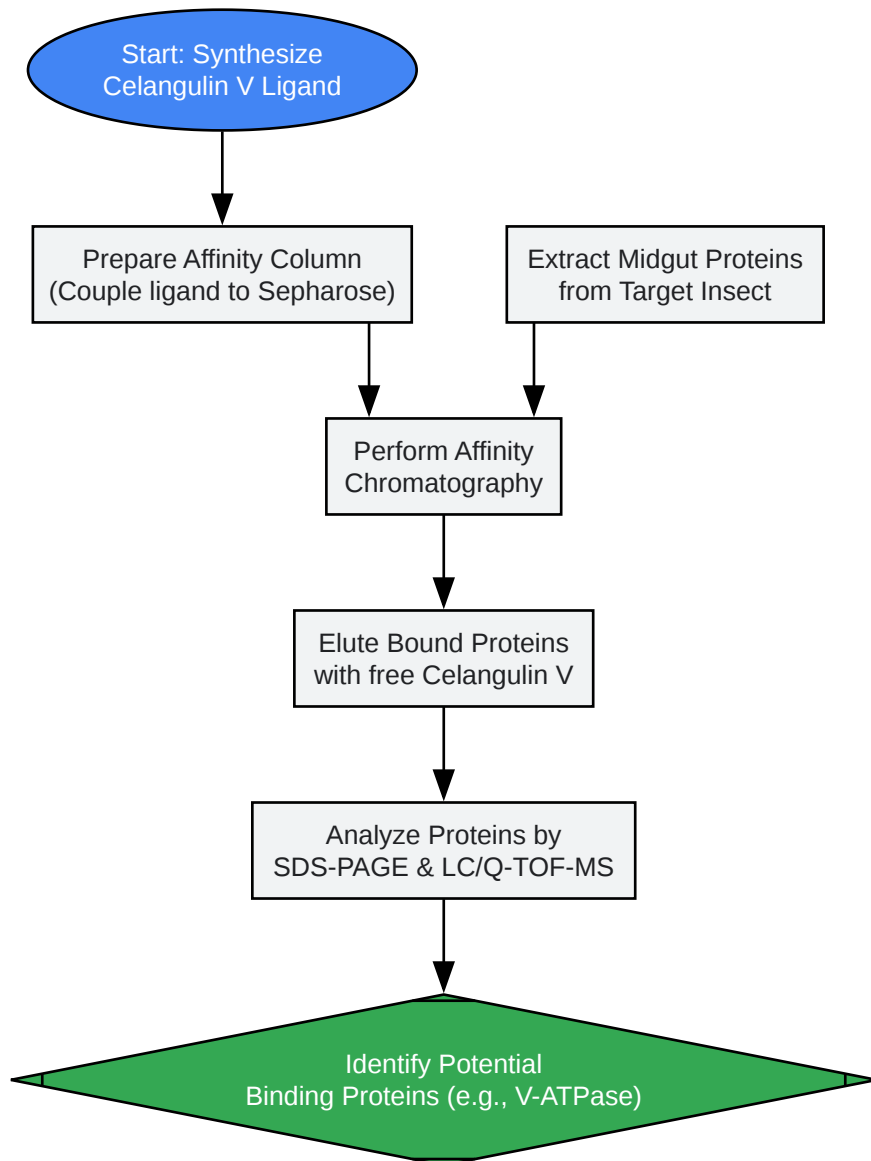 Start: Synthesize
Celangulin V Ligand
Prepare Affinity Column
(Couple ligand to Sepharose)
Extract Midgut Proteins
from Target Insect
Perform Affinity
Chromatography
Elute Bound Proteins
with free Celangulin V
Analyze Proteins by
SDS-PAGE & LC/Q-TOF-MS
Identify Potential
Binding Proteins (e.g., V-ATPase)